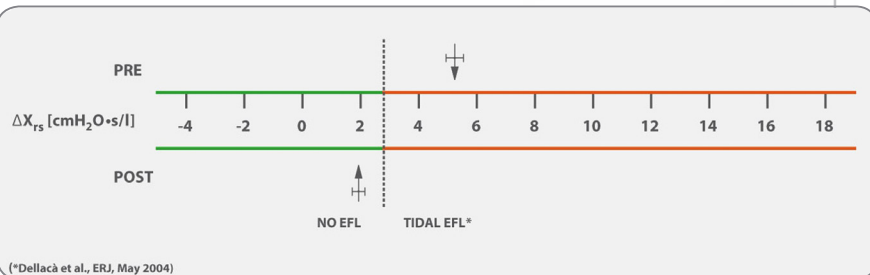 PRE
ΔXrs [cmH2O•s/l]
-4 -2 0 2 4 6 8 10 12 14 16 18
POST
NO EFL TIDAL EFL*
(*Dellacà et al., ERJ, May 2004)